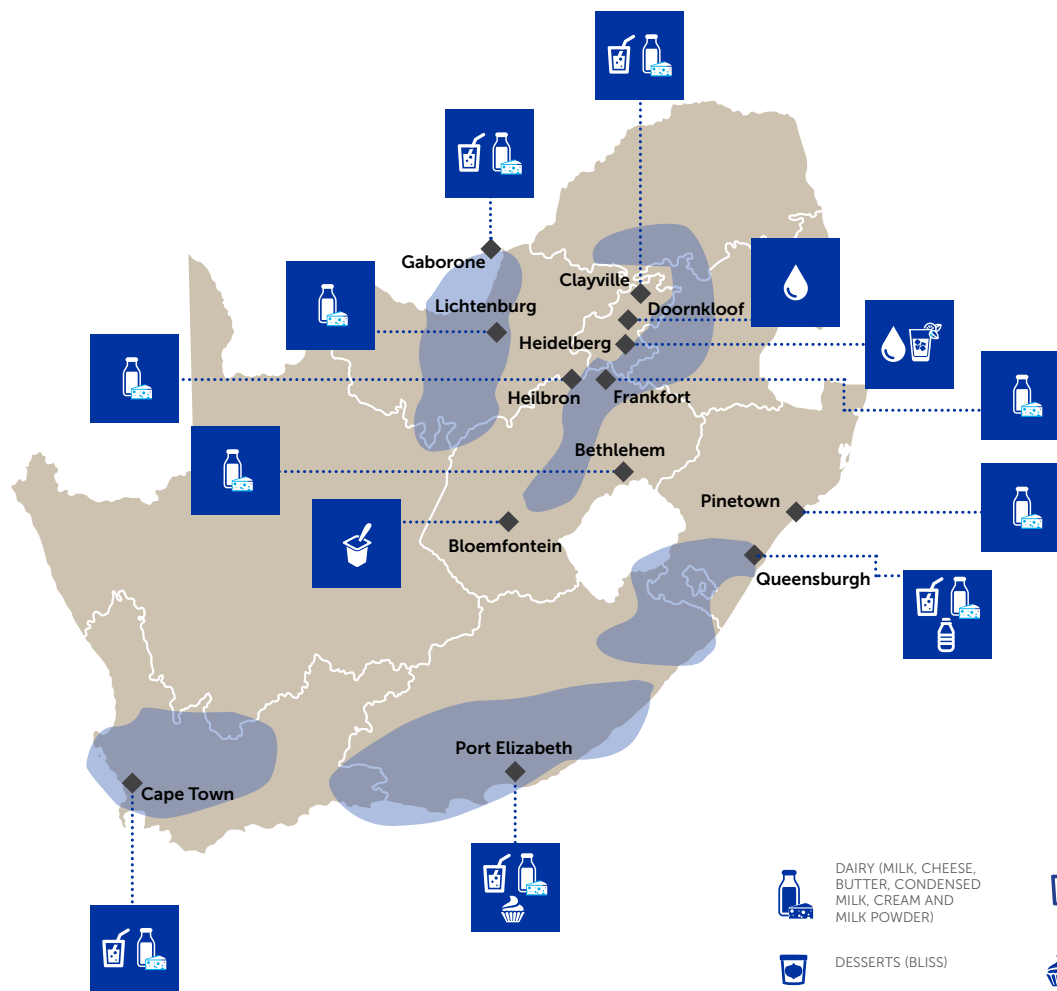 Gaborone
Clayville
Lichtenburg
Doornkloof
Heidelberg
Heilbron
Frankfort
Bethlehem
Pinetown
Bloemfontein
Queensburgh
Port Elizabeth
Cape Town
DAIRY (MILK, CHEESE,
BUTTER, CONDENSED
MILK, CREAM AND
MILK POWDER)
DESSERTS (BLISS)